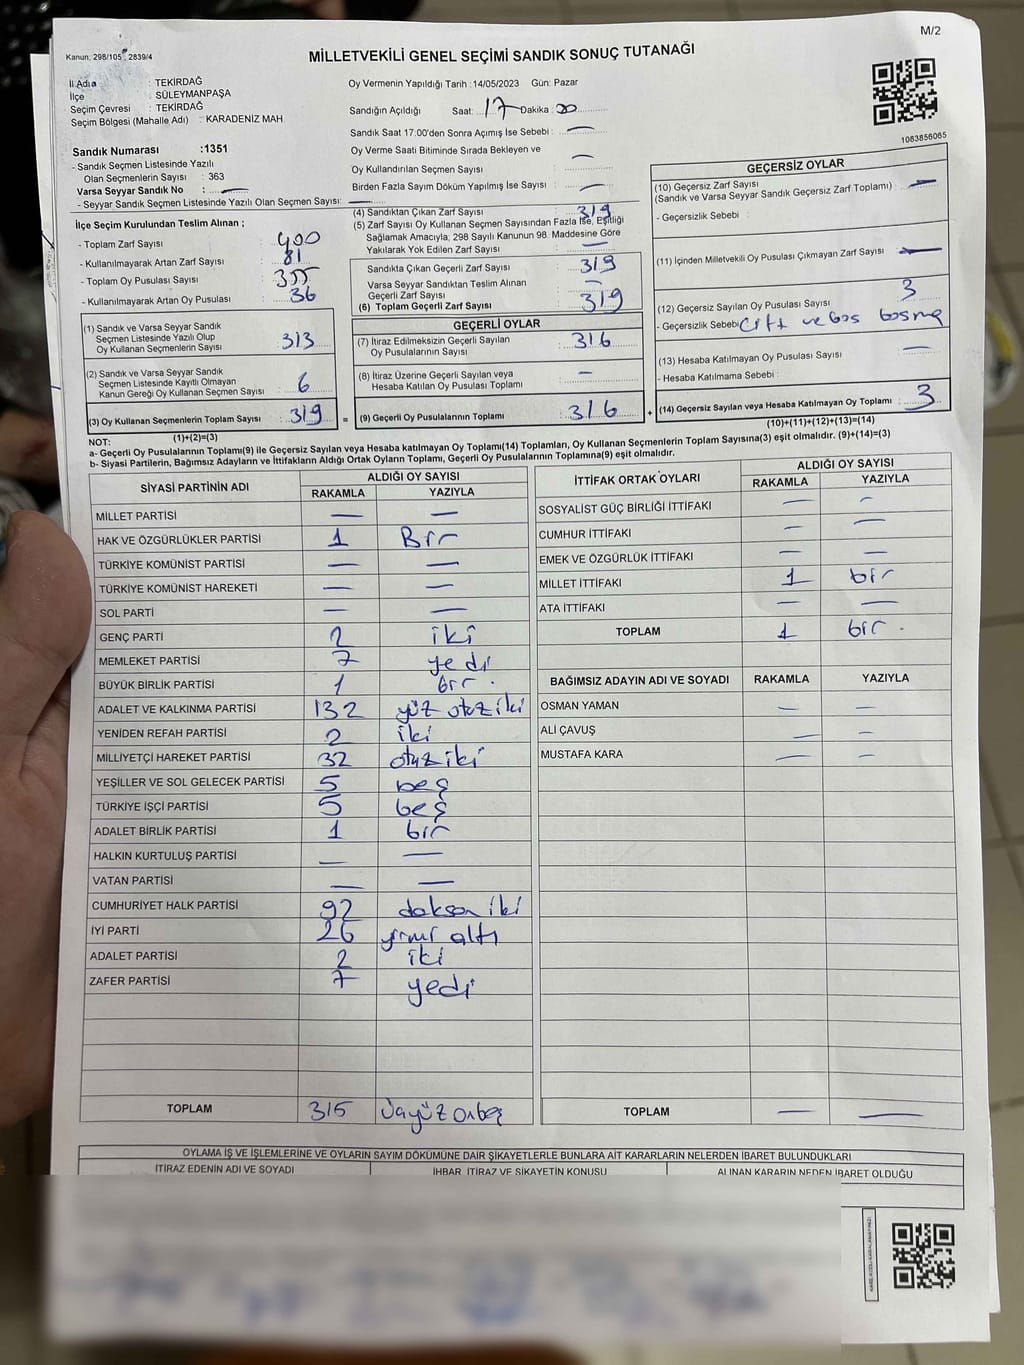 M/2
Kanun: 298/105, 2839/4
MİLLETVEKİLİ GENEL SEÇİMİ SANDIK SONUÇ TUTANAĞI
İl Adı : TEKİRDAĞ
İlçe : SÜLEYMANPAŞA
Seçim Çevresi : TEKİRDAĞ
Seçim Bölgesi (Mahalle Adı) : KARADENİZ MAH.
Sandık Numarası :1351
- Sandık Seçmen Listesinde Yazılı
Olan Seçmenlerin Sayısı : 363
Varsa Seyyar Sandık No : —
- Seyyar Sandık Seçmen Listesinde Yazılı Olan Seçmen Sayısı: —
Oy Vermenin Yapıldığı Tarih : 14/05/2023 Gün: Pazar
Sandığın Açıldığı Saat: 17 Dakika: 20
Sandık Saat 17:00'den Sonra Açımış İse Sebebi : —
Oy Verme Saati Bitiminde Sırada Bekleyen ve
Oy Kullandırılan Seçmen Sayısı : —
Birden Fazla Sayım Döküm Yapılmış İse Sayısı : —
1083856065
İlçe Seçim Kurulundan Teslim Alınan ;
- Toplam Zarf Sayısı : 400
- Kullanılmayarak Artan Zarf Sayısı : 81
- Toplam Oy Pusulası Sayısı : 355
- Kullanılmayarak Artan Oy Pusulası : 36
(1) Sandık ve Varsa Seyyar Sandık
Seçmen Listesinde Yazılı Olup
Oy Kullanan Seçmenlerin Sayısı : 313
(2) Sandık ve Varsa Seyyar Sandık
Seçmen Listesinde Kayıtlı Olmayan
Kanun Gereği Oy Kullanan Seçmen Sayısı : 6
(3) Oy Kullanan Seçmenlerin Toplam Sayısı : 319
(1)+(2)=(3)
(4) Sandıktan Çıkan Zarf Sayısı : 319
(5) Zarf Sayısı Oy Kullanan Seçmen Sayısından Fazla İse, Eşitliği
Sağlamak Amacıyla, 298 Sayılı Kanunun 98. Maddesine Göre
Yakılarak Yok Edilen Zarf Sayısı : —
Sandıkta Çıkan Geçerli Zarf Sayısı : 319
Varsa Seyyar Sandıktan Teslim Alınan
Geçerli Zarf Sayısı : —
(6) Toplam Geçerli Zarf Sayısı : 319
GEÇERLİ OYLAR
(7) İtiraz Edilmeksizin Geçerli Sayılan
Oy Pusulalarının Sayısı : 316
(8) İtiraz Üzerine Geçerli Sayılan veya
Hesaba Katılan Oy Pusulası Toplamı : —
= (9) Geçerli Oy Pusulalarının Toplamı : 316 +
GEÇERSİZ OYLAR
(10) Geçersiz Zarf Sayısı : —
(Sandık ve Varsa Seyyar Sandık Geçersiz Zarf Toplamı)
- Geçersizlik Sebebi :
(11) İçinden Milletvekili Oy Pusulası Çıkmayan Zarf Sayısı : —
(12) Geçersiz Sayılan Oy Pusulası Sayısı : 3
- Geçersizlik Sebebi: Çift ve boş basma
(13) Hesaba Katılmayan Oy Pusulası Sayısı : —
- Hesaba Katılmama Sebebi :
(14) Geçersiz Sayılan veya Hesaba Katılmayan Oy Toplamı : 3
(10)+(11)+(12)+(13)=(14)
NOT:
a- Geçerli Oy Pusulalarının Toplamı(9) ile Geçersiz Sayılan veya Hesaba katılmayan Oy Toplamı(14) Toplamları, Oy Kullanan Seçmenlerin Toplam Sayısına(3) eşit olmalıdır. (9)+(14)=(3)
b- Siyasi Partilerin, Bağımsız Adayların ve İttifakların Aldığı Ortak Oyların Toplamı, Geçerli Oy Pusulalarının Toplamına(9) eşit olmalıdır.
SİYASİ PARTİNİN ADI ALDIĞI OY SAYISI
RAKAMLA YAZIYLA
MİLLET PARTİSİ — —
HAK VE ÖZGÜRLÜKLER PARTİSİ 1 Bir
TÜRKİYE KOMÜNİST PARTİSİ — —
TÜRKİYE KOMÜNİST HAREKETİ — —
SOL PARTİ — —
GENÇ PARTİ 2 iki
MEMLEKET PARTİSİ 7 yedi
BÜYÜK BİRLİK PARTİSİ 1 bir.
ADALET VE KALKINMA PARTİSİ 132 yüz otuz iki
YENİDEN REFAH PARTİSİ 2 iki
MİLLİYETÇİ HAREKET PARTİSİ 32 otuz iki
YEŞİLLER VE SOL GELECEK PARTİSİ 5 beş
TÜRKİYE İŞÇİ PARTİSİ 5 beş
ADALET BİRLİK PARTİSİ 1 bir
HALKIN KURTULUŞ PARTİSİ — —
VATAN PARTİSİ — —
CUMHURİYET HALK PARTİSİ 92 doksan iki
İYİ PARTİ 26 yirmi altı
ADALET PARTİSİ 2 iki
ZAFER PARTİSİ 7 yedi
TOPLAM 315 üçyüz onbeş
İTTİFAK ORTAK OYLARI ALDIĞI OY SAYISI
RAKAMLA YAZIYLA
SOSYALİST GÜÇ BİRLİĞİ İTTİFAKI — —
CUMHUR İTTİFAKI — —
EMEK VE ÖZGÜRLÜK İTTİFAKI — —
MİLLET İTTİFAKI 1 bir
ATA İTTİFAKI — —
TOPLAM 1 bir.
BAĞIMSIZ ADAYIN ADI VE SOYADI RAKAMLA YAZIYLA
OSMAN YAMAN — —
ALİ ÇAVUŞ — —
MUSTAFA KARA — —
TOPLAM — —
OYLAMA İŞ VE İŞLEMLERİNE VE OYLARIN SAYIM DÖKÜMÜNE DAİR ŞİKAYETLERLE BUNLARA AİT KARARLARIN NELERDEN İBARET BULUNDUKLARI
İTİRAZ EDENİN ADI VE SOYADI İHBAR, İTİRAZ VE ŞİKAYETİN KONUSU ALINAN KARARIN NEDEN İBARET OLDUĞU